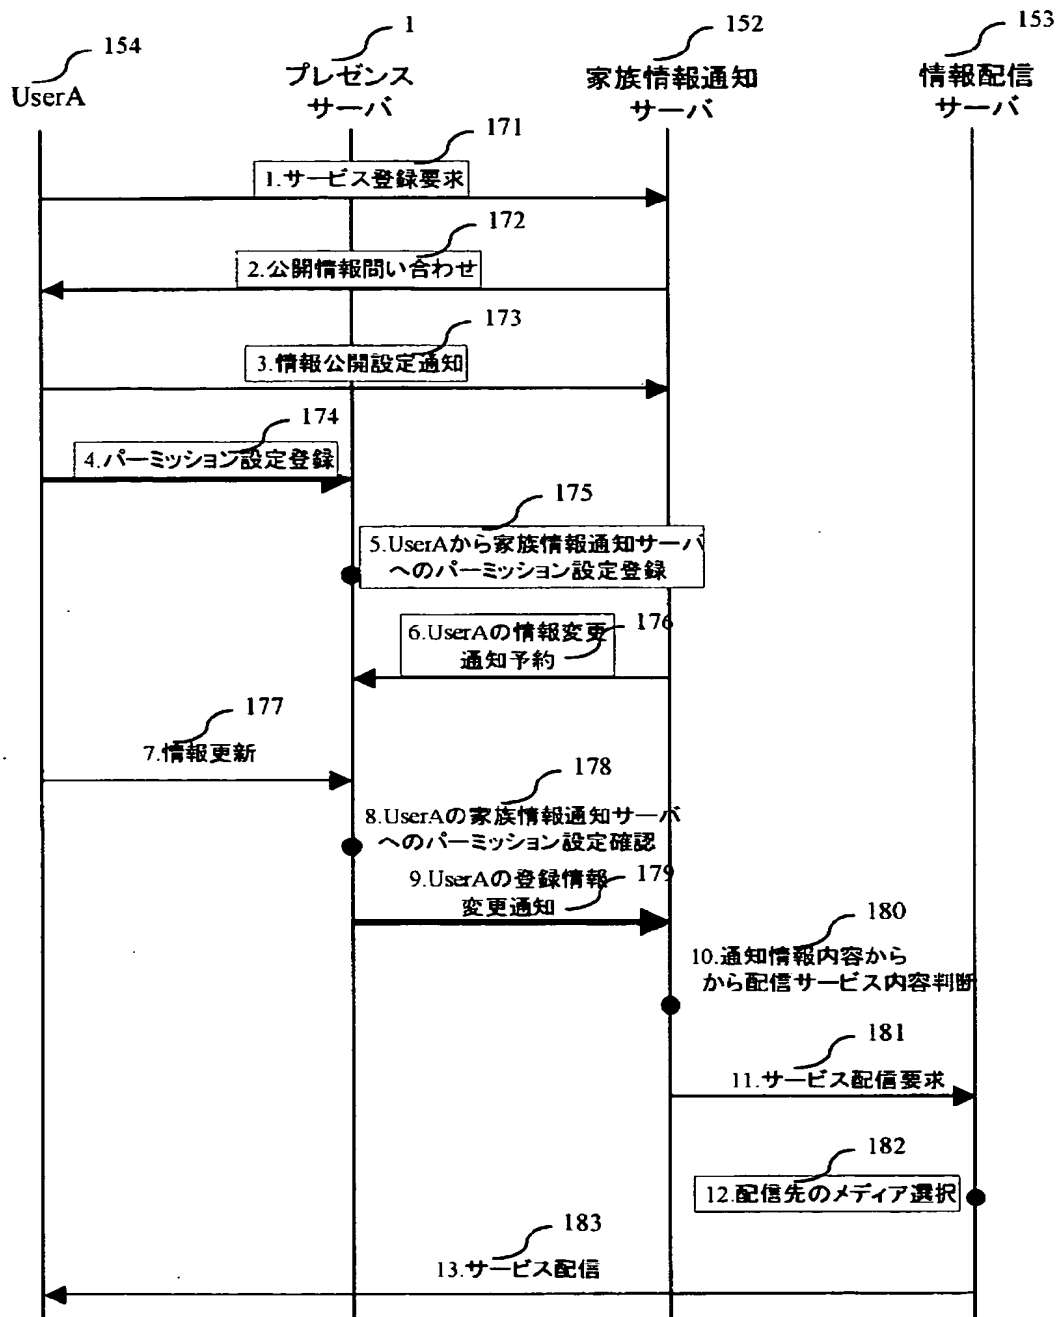 154
UserA
1
プレゼンス
サーバ
152
家族情報通知
サーバ
153
情報配信
サーバ
171
1.サービス登録要求
172
2.公開情報問い合わせ
173
3.情報公開設定通知
174
4.パーミッション設定登録
175
5.UserAから家族情報通知サーバ
へのパーミッション設定登録
176
6.UserAの情報変更
通知予約
177
7.情報更新
178
8.UserAの家族情報通知サーバ
へのパーミッション設定確認
179
9.UserAの登録情報
変更通知
180
10.通知情報内容から
から配信サービス内容判断
181
11.サービス配信要求
182
12.配信先のメディア選択
183
13.サービス配信